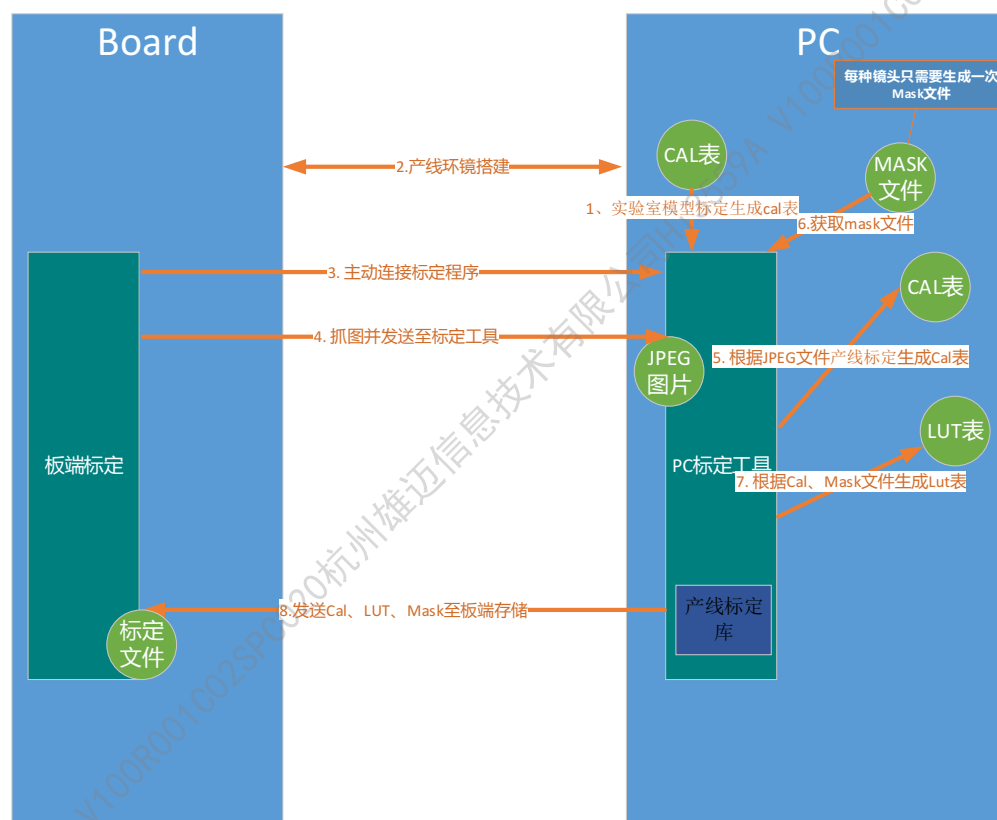 Board
PC
每种镜头只需要生成一次
Mask文件
CAL表
MASK
文件
2.产线环镜搭建
1、实验室模型标定生成cal表
6.获取mask文件
3. 主动连接标定程序
CAL表
4. 抓图并发送至标定工具
JPEG
图片
5. 根据JPEG文件产线标定生成Cal表
LUT表
板端标定
PC标定工具
7. 根据Cal、Mask文件生成Lut表
8.发送Cal、LUT、Mask至板端存储
产线标定
库
标定
文件